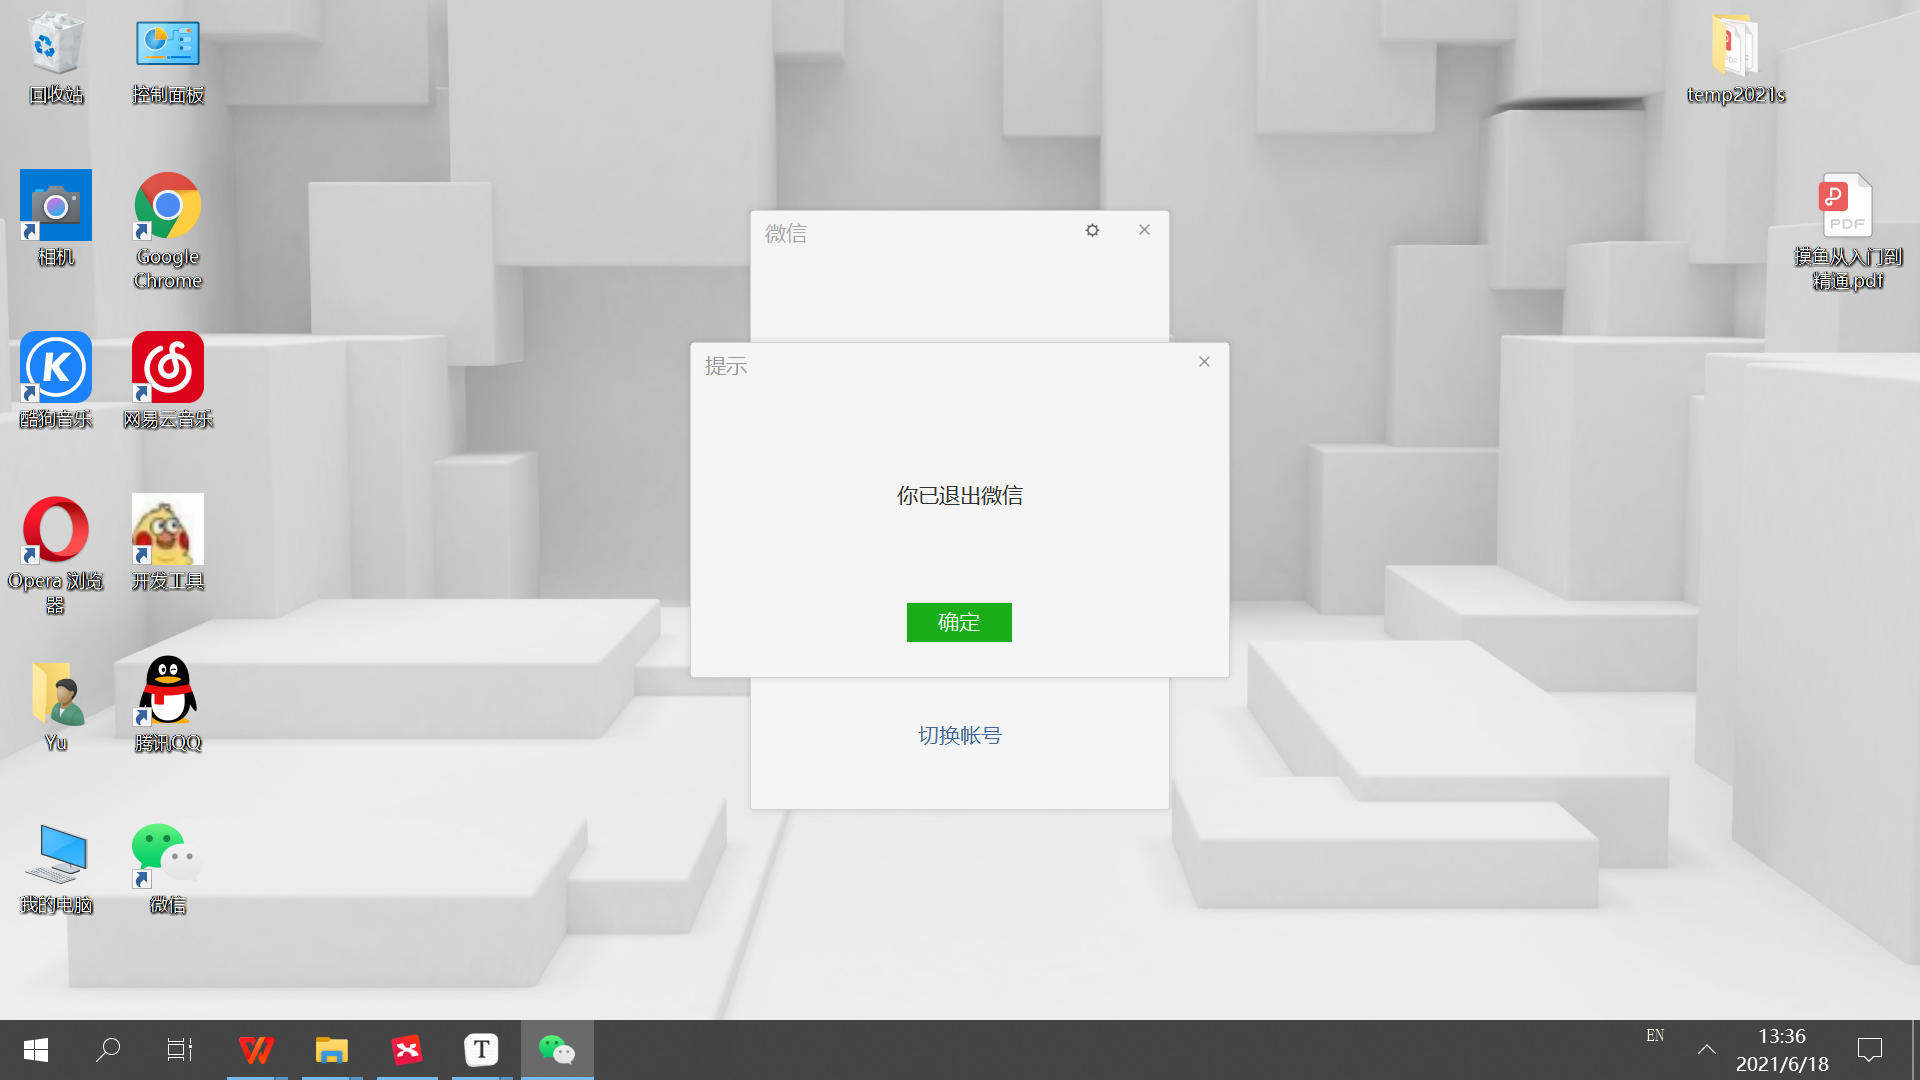 回收站
控制面板
temp2021s
相机
Google
Chrome
摸鱼从入门到
精通.pdf
PDF
酷狗音乐
网易云音乐
Opera 浏览
器
开发工具
Yu
腾讯QQ
我的电脑
微信
微信
提示
你已退出微信
确定
切换帐号
EN
13:36
2021/6/18